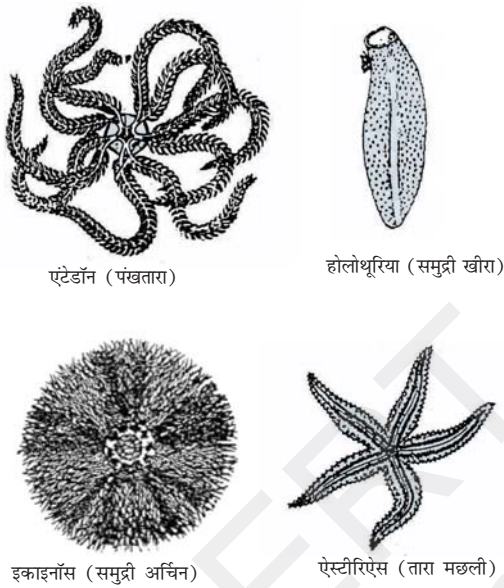 एंटेडॉन (पंखतारा)
होलोथूरिया (समुद्री खीरा)
इकाइनॉस (समुद्री अर्चिन)
ऐस्टीरिऐस (तारा मछली)